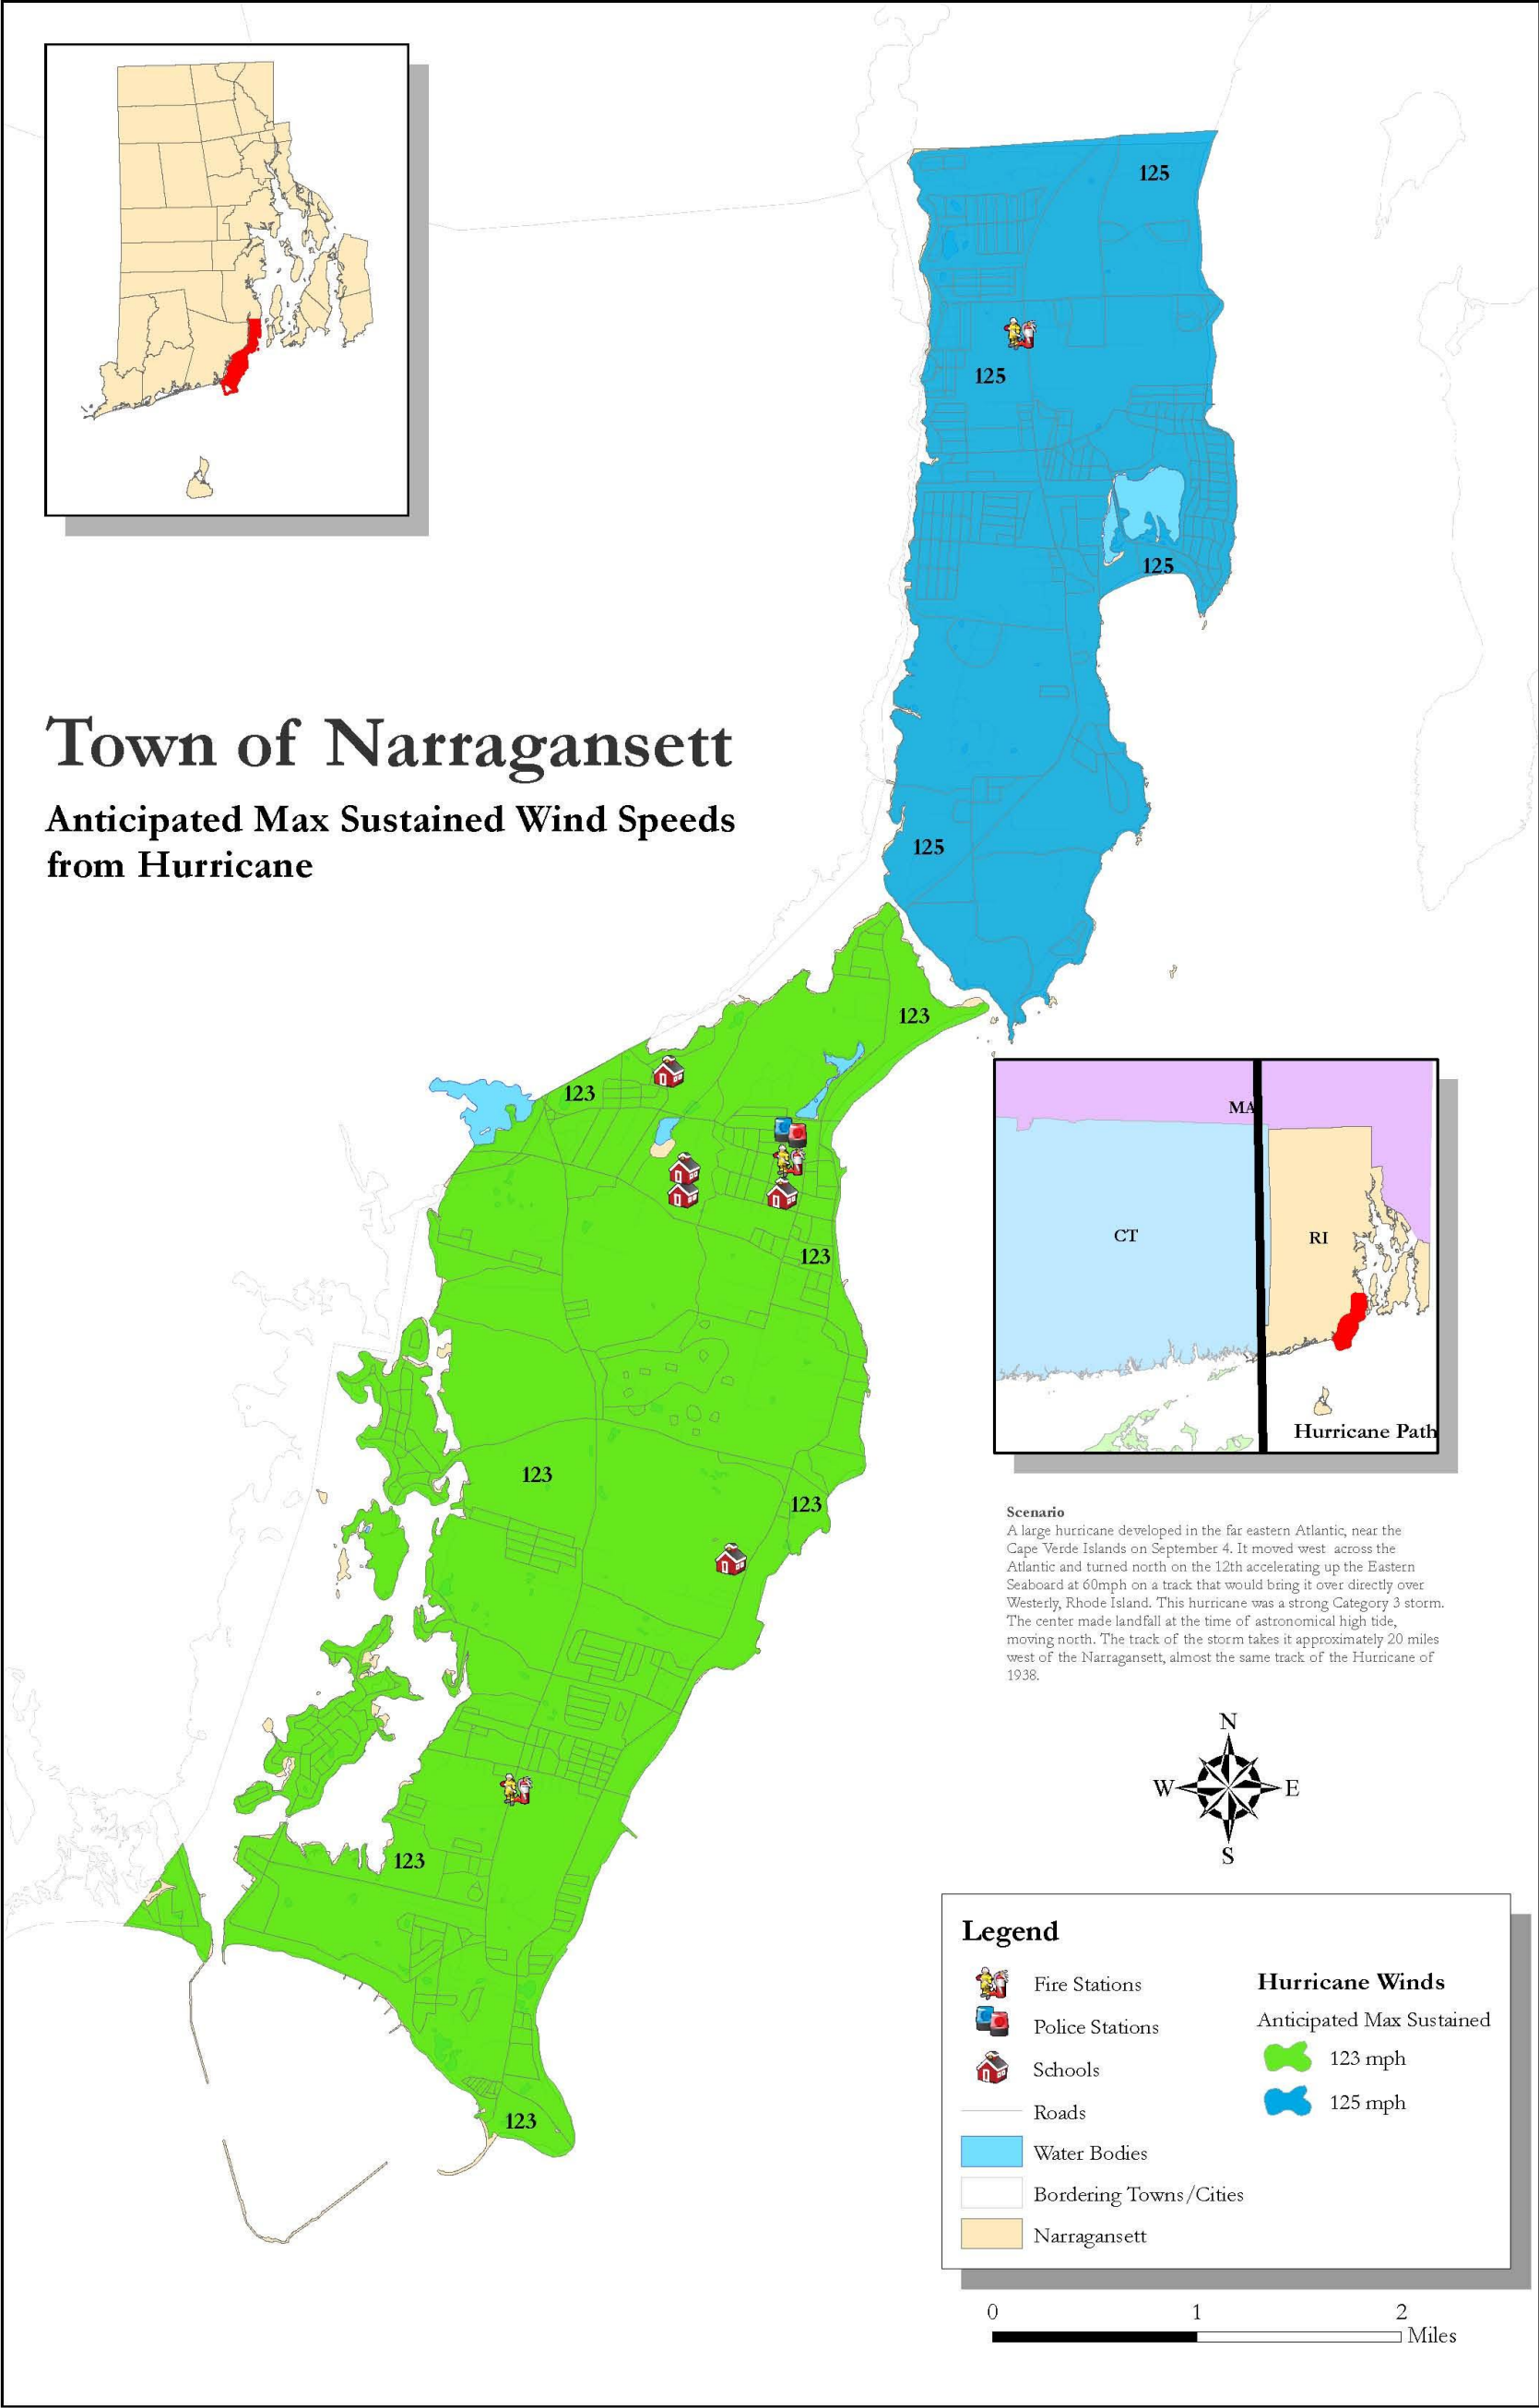 Town of Narragansett
Anticipated Max Sustained Wind Speeds
from Hurricane
125
125
125
125
123
123
123
123
123
123
123
MA
CT
RI
Hurricane Path
Scenario
A large hurricane developed in the far eastern Atlantic, near the
Cape Verde Islands on September 4. It moved west across the
Atlantic and turned north on the 12th accelerating up the Eastern
Seaboard at 60mph on a track that would bring it over directly over
Westerly, Rhode Island. This hurricane was a strong Category 3 storm.
The center made landfall at the time of astronomical high tide,
moving north. The track of the storm takes it approximately 20 miles
west of the Narragansett, almost the same track of the Hurricane of
1938.
N
W E
S
Legend
Fire Stations
Police Stations
Schools
Roads
Water Bodies
Bordering Towns/Cities
Narragansett
Hurricane Winds
Anticipated Max Sustained
123 mph
125 mph
0 1 2
Miles